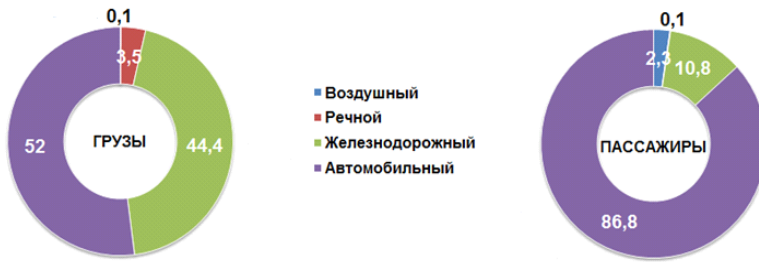 0,1
3,5
44,4
52
ГРУЗЫ
Воздушный
Речной
Железнодорожный
Автомобильный
0,1
2,3
10,8
86,8
ПАССАЖИРЫ